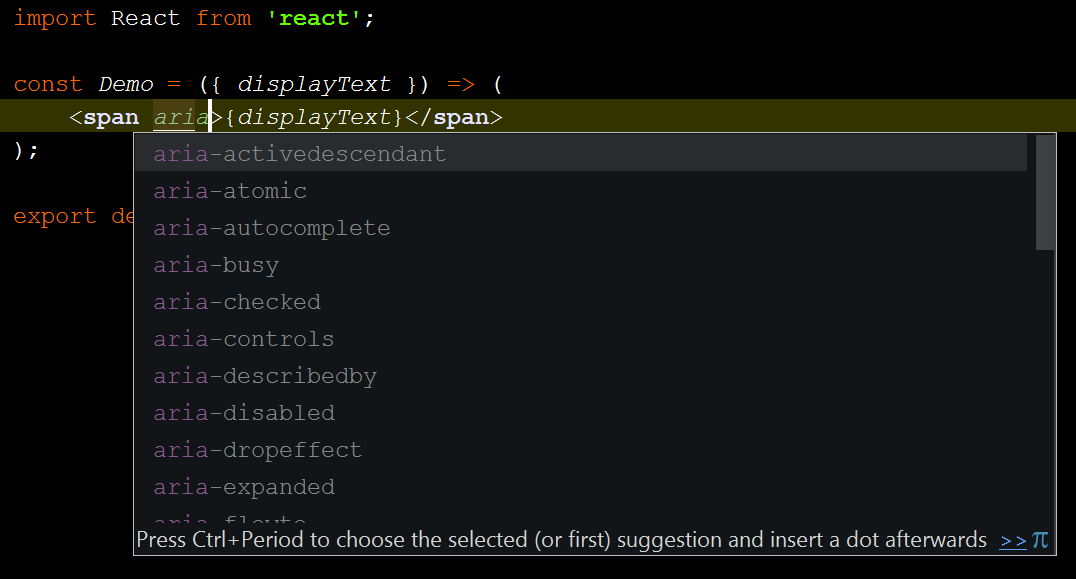 import React from 'react';
const Demo = ({ displayText }) => (
<span aria>{displayText}</span>
);
export de
aria-activedescendant
aria-atomic
aria-autocomplete
aria-busy
aria-checked
aria-controls
aria-describedby
aria-disabled
aria-dropeffect
aria-expanded
aria-flowto
Press Ctrl+Period to choose the selected (or first) suggestion and insert a dot afterwards >> π